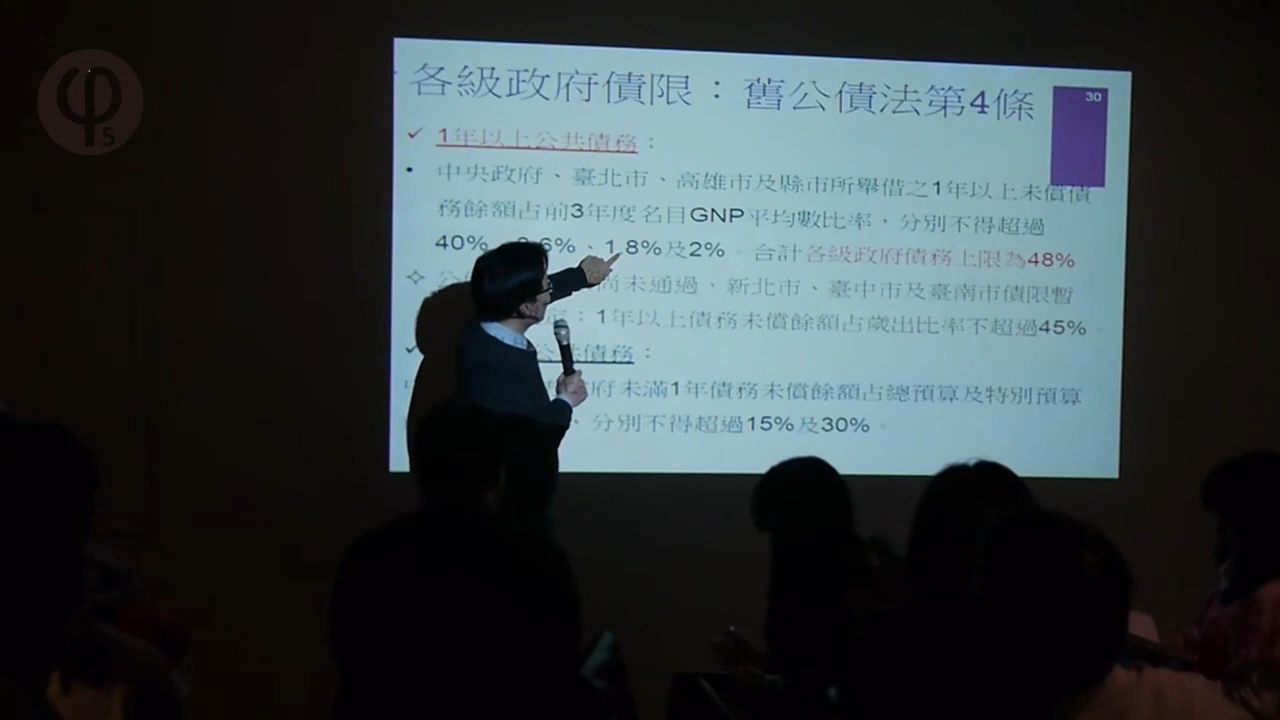 φ5
30
各級政府債限：舊公債法第4條
✓ 1年以上公共債務：
• 中央政府、臺北市、高雄市及縣市所舉借之1年以上未償債
務餘額占前3年度名目GNP平均數比率，分別不得超過
40%、 6%、1.8%及2%。合計各級政府債務上限為48%
公 尚未通過，新北市、臺中市及臺南市債限暫
：1年以上債務未償餘額占歲出比率不超過45%。
✓ 公共債務：
府未滿1年債務未償餘額占總預算及特別預算
，分別不得超過15%及30%。